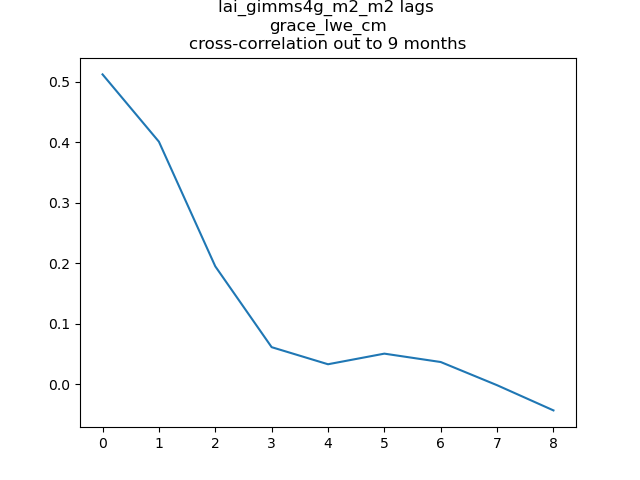 lai_gimms4g_m2_m2 lags
grace_lwe_cm
cross-correlation out to 9 months
0.5
0.4
0.3
0.2
0.1
0.0
0 1 2 3 4 5 6 7 8